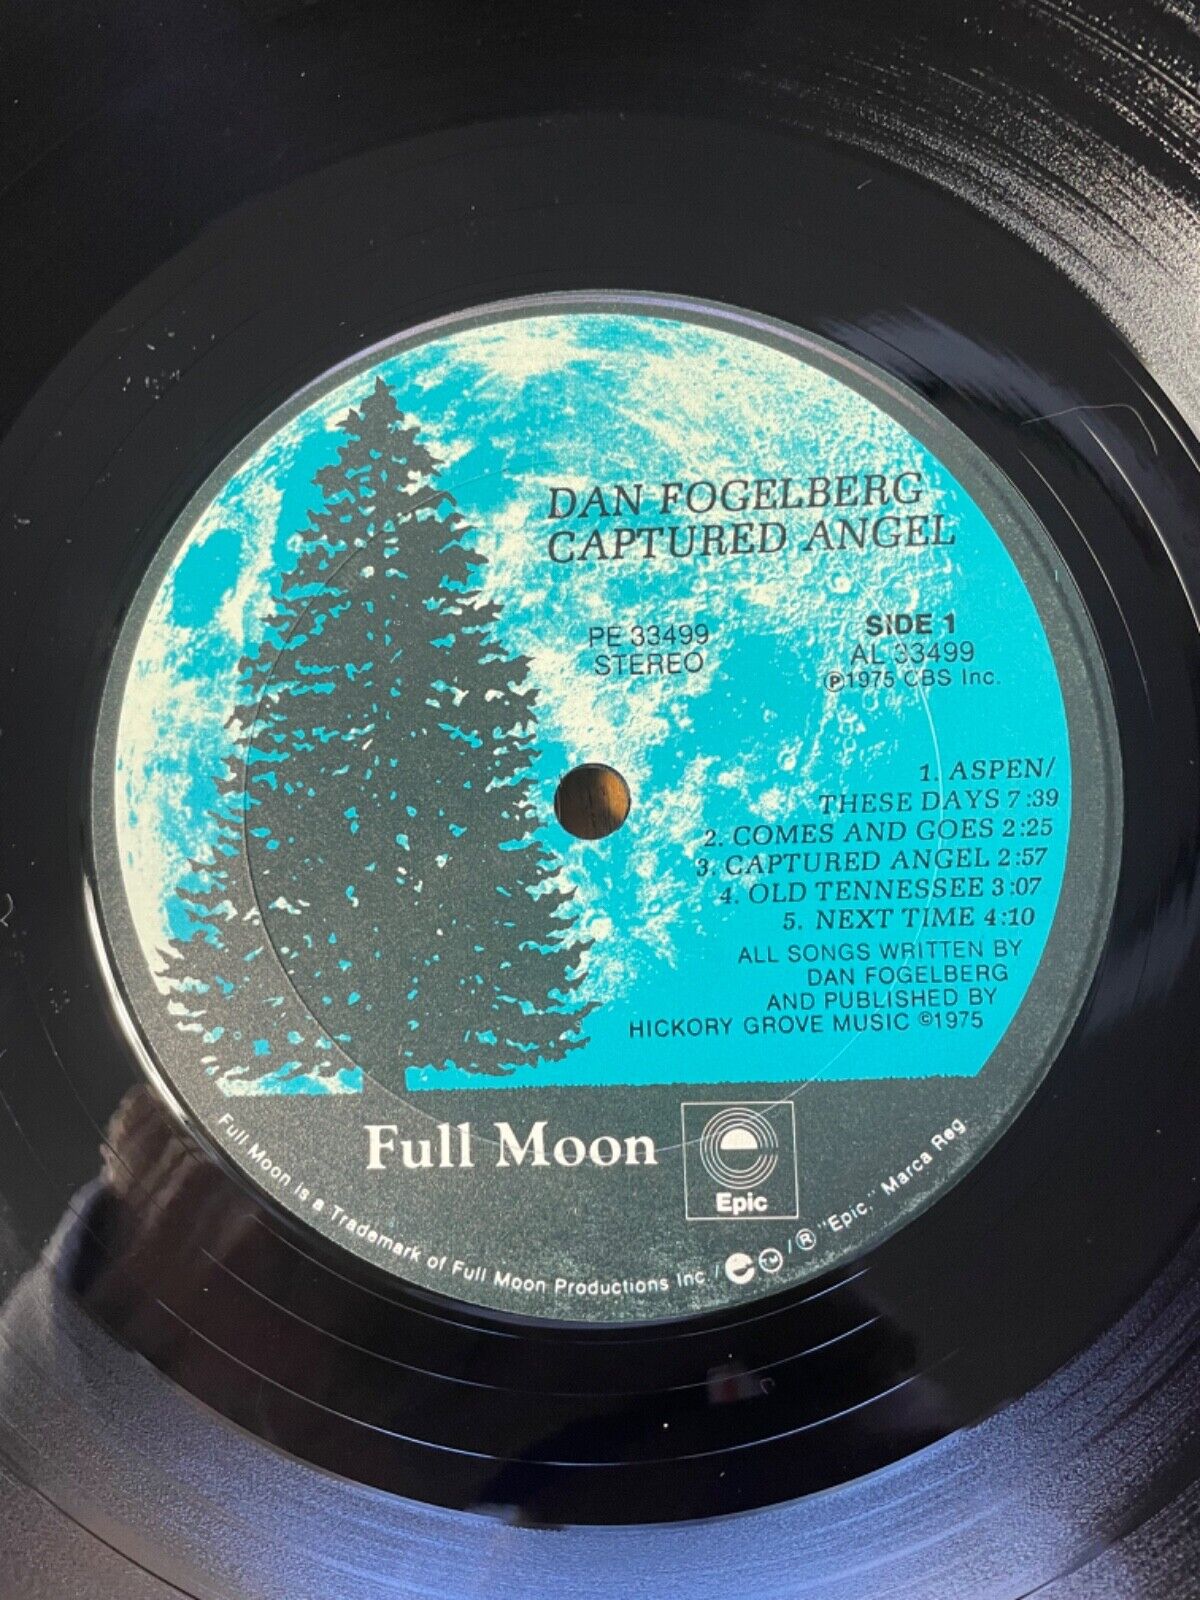 DAN FOGELBERG
CAPTURED ANGEL
PE 33499
STEREO
SIDE 1
AL 33499
Ⓟ1975 CBS Inc.
1. ASPEN/
THESE DAYS 7:39
2. COMES AND GOES 2:25
3. CAPTURED ANGEL 2:57
4. OLD TENNESSEE 3:07
5. NEXT TIME 4:10
ALL SONGS WRITTEN BY
DAN FOGELBERG
AND PUBLISHED BY
HICKORY GROVE MUSIC ©1975
Full Moon
Epic
Full Moon is a Trademark of Full Moon Productions Inc / e ™ / ® "Epic," Marca Reg.